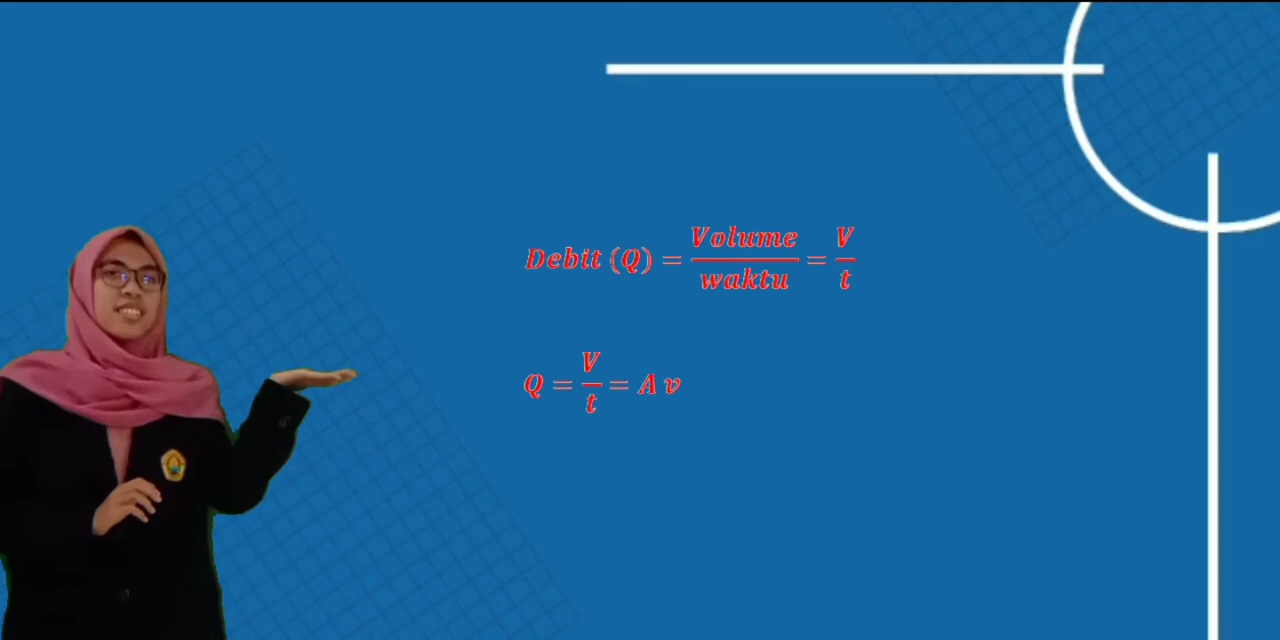 Debit (Q) = Volume/waktu = V/t
Q = V/t = A v